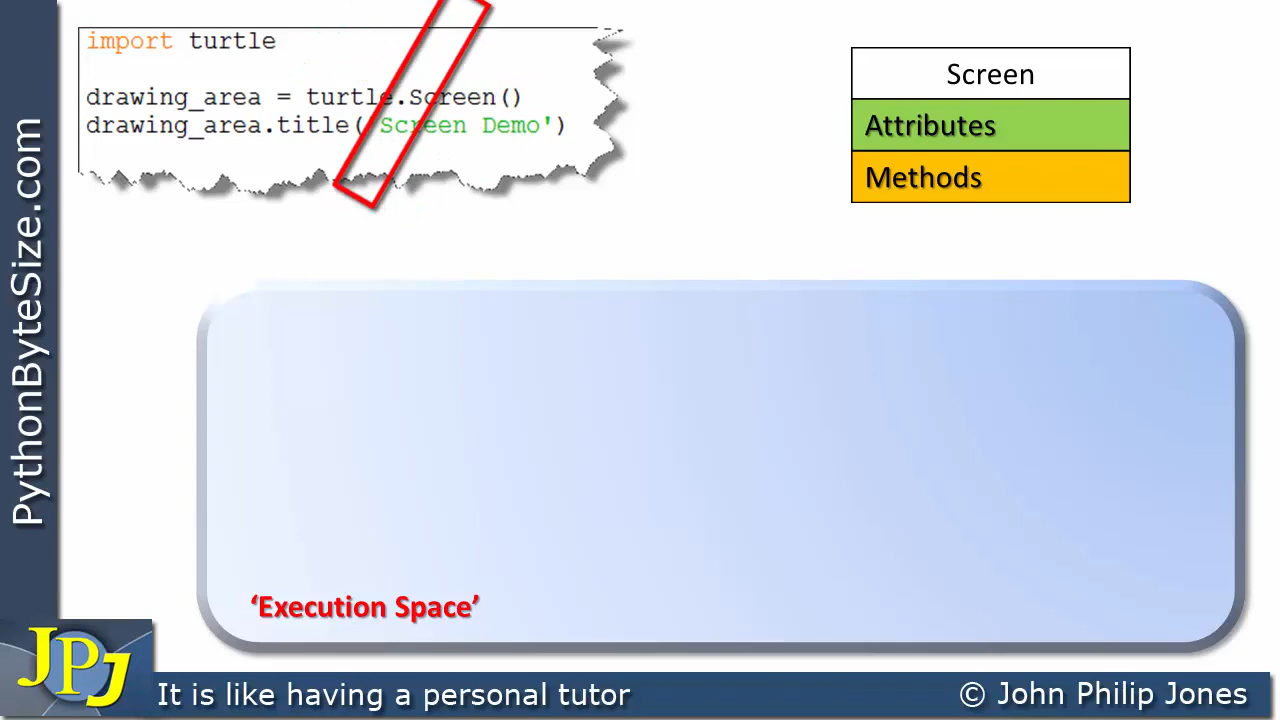 import turtle
drawing_area = turtle.Screen()
drawing_area.title('Screen Demo')
Screen
Attributes
Methods
PythonByteSize.com
‘Execution Space’
JPJ
It is like having a personal tutor
© John Philip Jones